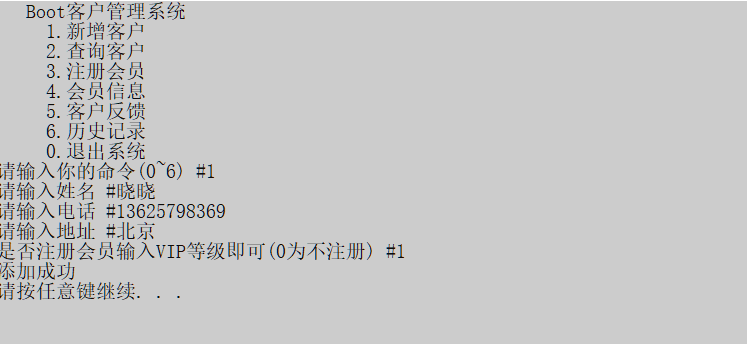 Boot客户管理系统
1.新增客户
2.查询客户
3.注册会员
4.会员信息
5.客户反馈
6.历史记录
0.退出系统
请输入你的命令(0~6) #1
请输入姓名 #晓晓
请输入电话 #13625798369
请输入地址 #北京
是否注册会员输入VIP等级即可(0为不注册) #1
添加成功
请按任意键继续. . .